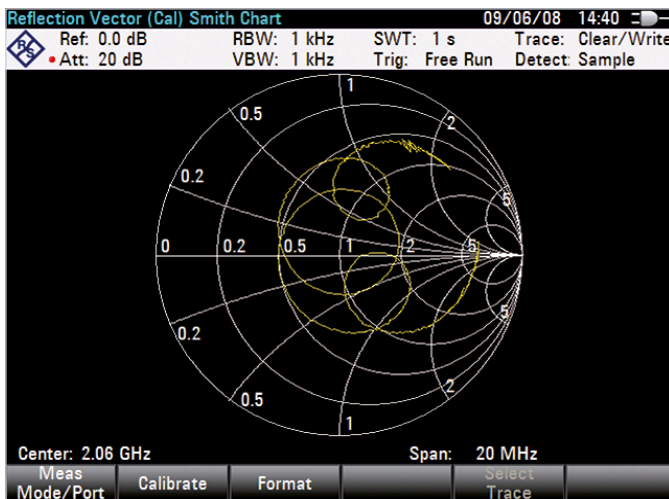 Reflection Vector (Cal) Smith Chart 09/06/08 14:40
Ref: 0.0 dB RBW: 1 kHz SWT: 1 s Trace: Clear/Write
Att: 20 dB VBW: 1 kHz Trig: Free Run Detect: Sample
R&S
1
0.5
2
0.2
5
0 0.2 0.5 1 2 5
5
0.2
0.5
2
1
Center: 2.06 GHz Span: 20 MHz
Meas Mode/Port Calibrate Format Select Trace